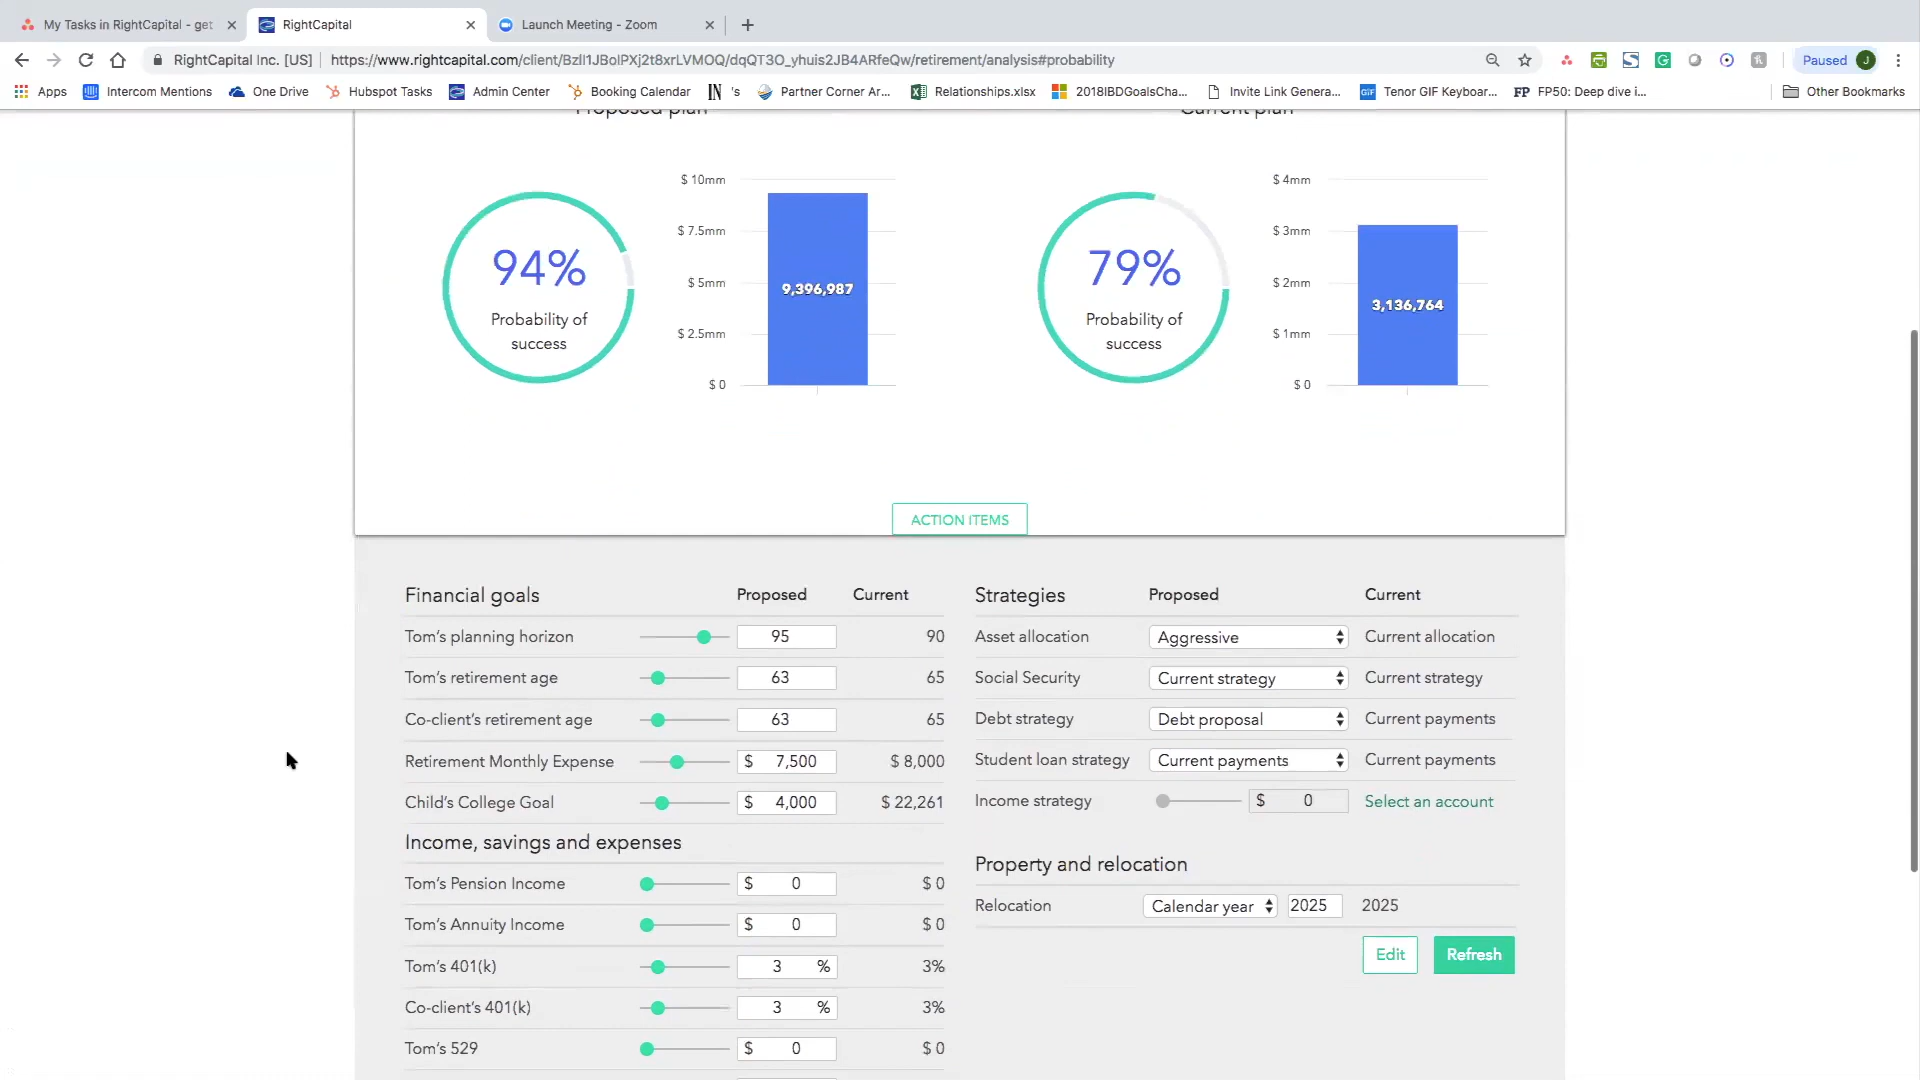 My Tasks in RightCapital - get
RightCapital
Launch Meeting - Zoom
RightCapital Inc. [US]
https://www.rightcapital.com/client/BzlI1JBolPXj2t8xrLVMOQ/dqQT3O_yhuis2JB4ARfeQw/retirement/analysis#probability
Paused
J
Apps
Intercom Mentions
One Drive
Hubspot Tasks
Admin Center
Booking Calendar
IN 's
Partner Corner Ar...
Relationships.xlsx
2018IBDGoalsCha...
Invite Link Genera...
GIF Tenor GIF Keyboar...
FP FP50: Deep dive i...
Other Bookmarks
Proposed plan
Current plan
94%
Probability of
success
$ 10mm
$ 7.5mm
$ 5mm
$ 2.5mm
$ 0
9,396,987
79%
Probability of
success
$ 4mm
$ 3mm
$ 2mm
$ 1mm
$ 0
3,136,764
ACTION ITEMS
Financial goals Proposed Current
Tom's planning horizon 95 90
Tom's retirement age 63 65
Co-client's retirement age 63 65
Retirement Monthly Expense $ 7,500 $ 8,000
Child's College Goal $ 4,000 $ 22,261
Income, savings and expenses
Tom's Pension Income $ 0 $ 0
Tom's Annuity Income $ 0 $ 0
Tom's 401(k) 3 % 3%
Co-client's 401(k) 3 % 3%
Tom's 529 $ 0 $ 0
Strategies Proposed Current
Asset allocation Aggressive Current allocation
Social Security Current strategy Current strategy
Debt strategy Debt proposal Current payments
Student loan strategy Current payments Current payments
Income strategy $ 0 Select an account
Property and relocation
Relocation Calendar year 2025 2025
Edit Refresh